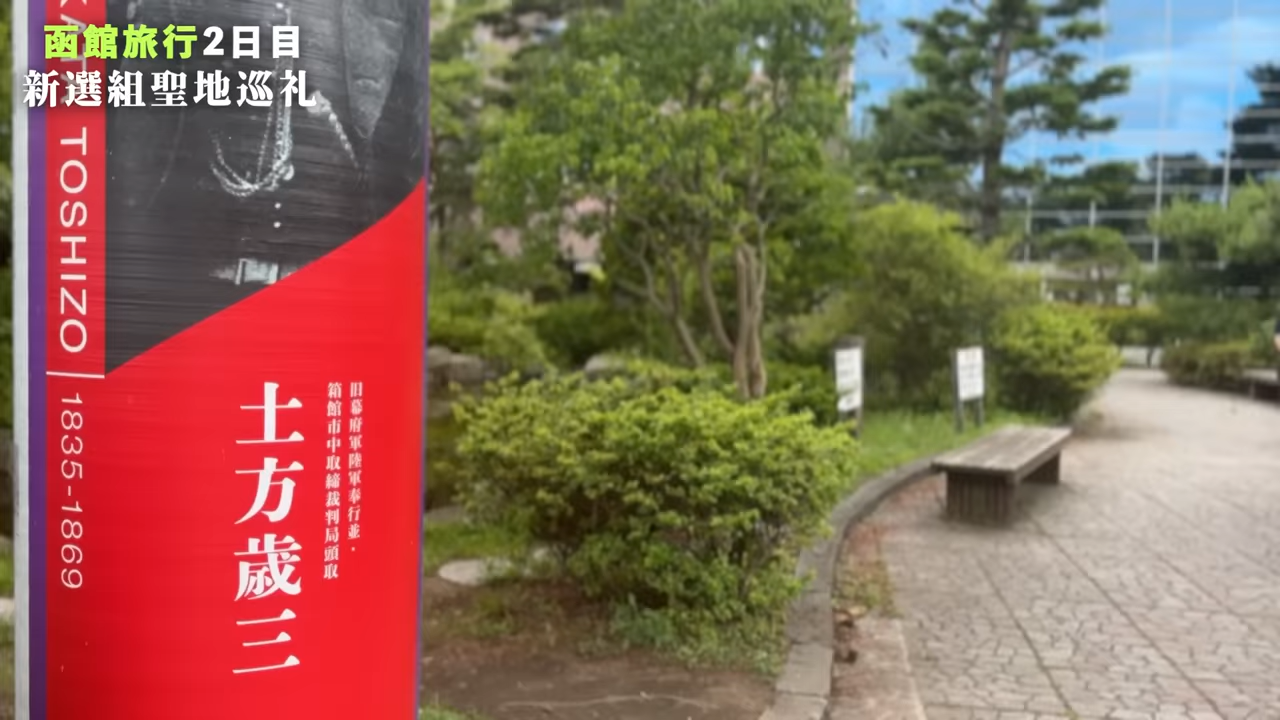 函館旅行2日目
新選組聖地巡礼
KATA TOSHIZO
1835-1869
旧幕府軍陸軍奉行並・
箱館市中取締裁判局頭取
土方歳三